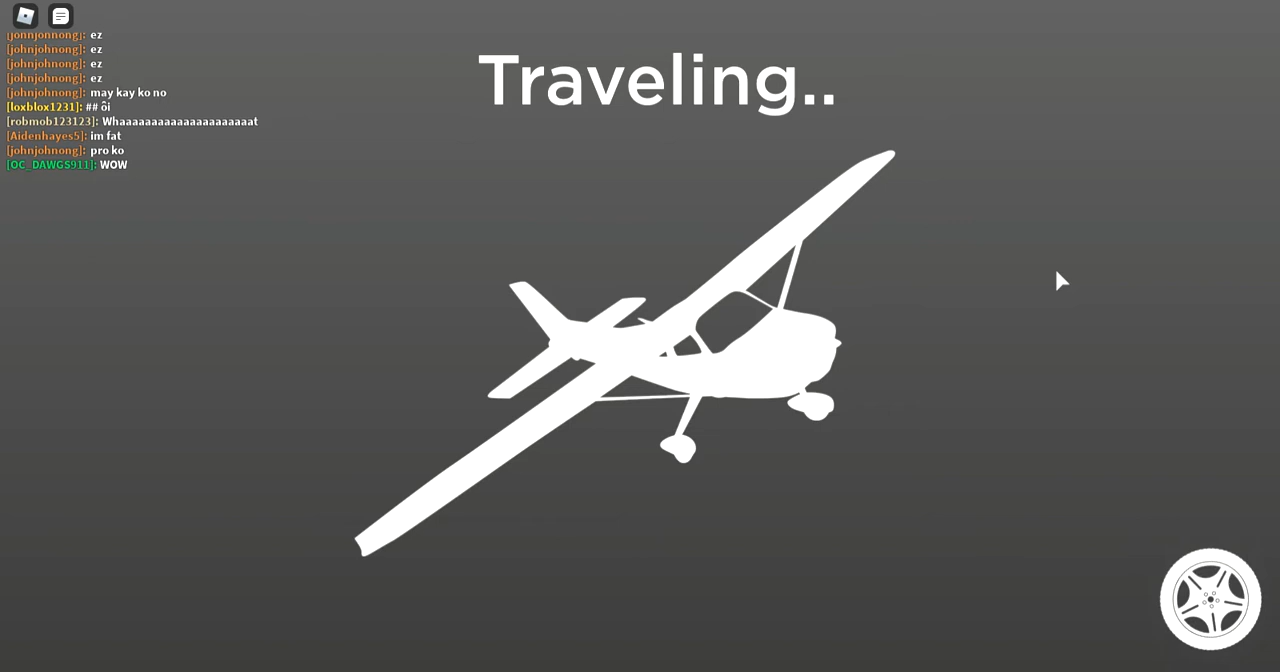 [johnjohnong]: ez
[johnjohnong]: ez
[johnjohnong]: ez
[johnjohnong]: ez
[johnjohnong]: may kay ko no
[loxblox1231]: ## ôi
[robmob123123]: Whaaaaaaaaaaaaaaaaaaaaat
[Aidenhayes5]: im fat
[johnjohnong]: pro ko
[OC_DAWGS911]: WOW
Traveling..